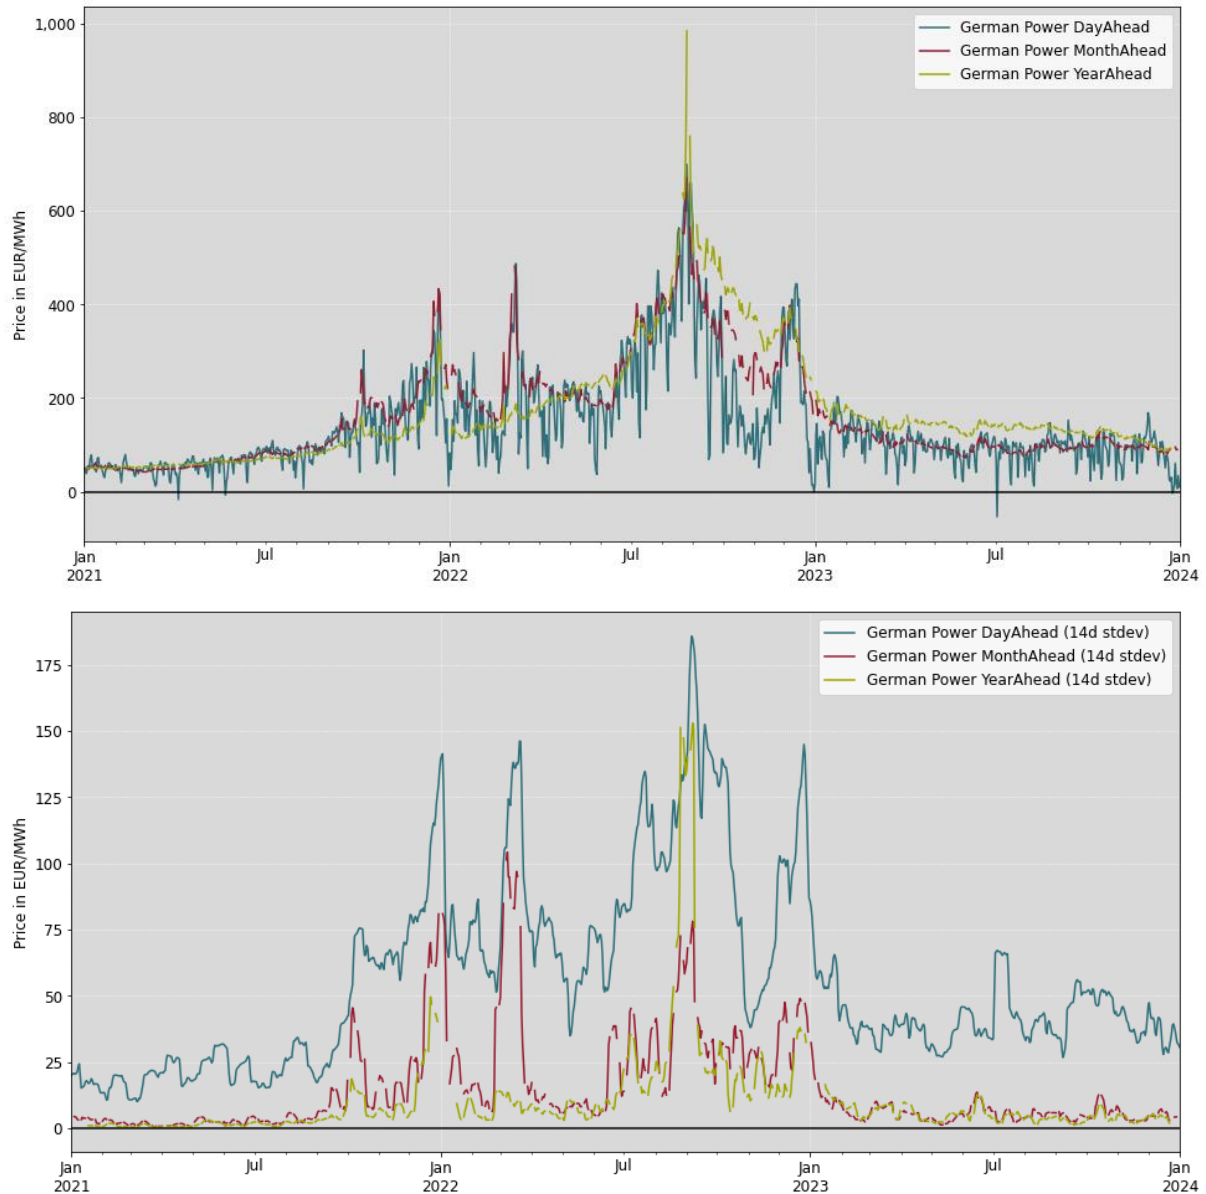 1,000
German Power DayAhead
German Power MonthAhead
German Power YearAhead
800
600
400
200
0
Price in EUR/MWh
Jan
2021
Jul
Jan
2022
Jul
Jan
2023
Jul
Jan
2024
German Power DayAhead (14d stdev)
German Power MonthAhead (14d stdev)
German Power YearAhead (14d stdev)
175
150
125
100
75
50
25
0
Price in EUR/MWh
Jan
2021
Jul
Jan
2022
Jul
Jan
2023
Jul
Jan
2024